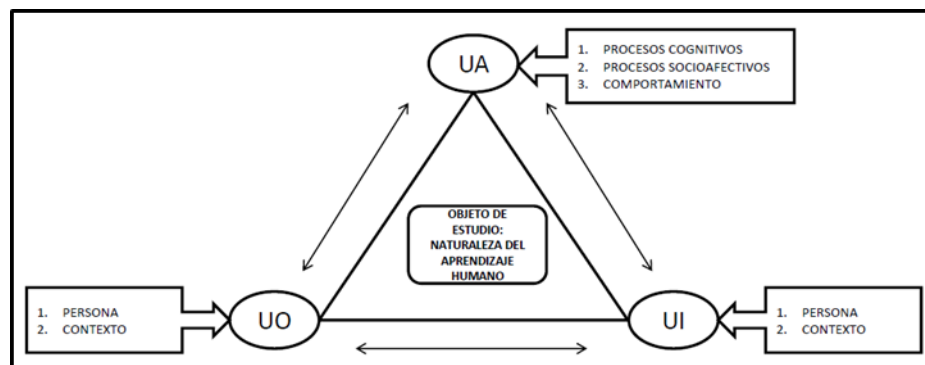 UA
1. PROCESOS COGNITIVOS
2. PROCESOS SOCIOAFECTIVOS
3. COMPORTAMIENTO
OBJETO DE
ESTUDIO:
NATURALEZA DEL
APRENDIZAJE
HUMANO
1. PERSONA
2. CONTEXTO
UO
UI
1. PERSONA
2. CONTEXTO